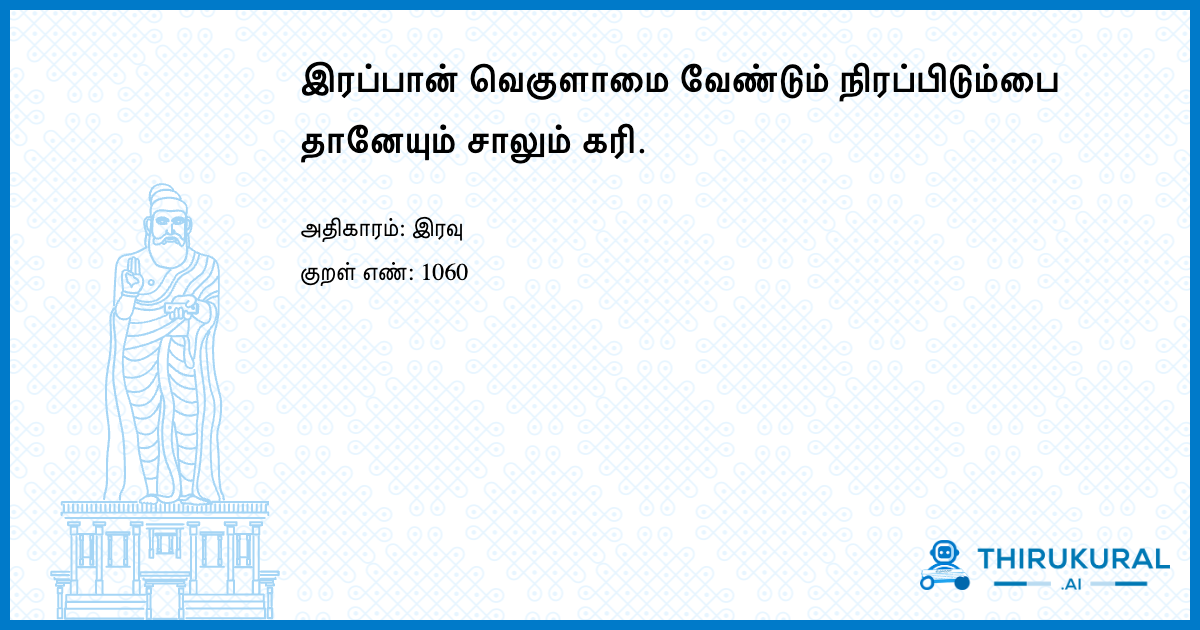 இரப்பான் வெகுளாமை வேண்டும் நிரப்பிடும்பை
தானேயும் சாலும் கரி.
அதிகாரம்: இரவு
குறள் எண்: 1060
THIRUKURAL
.AI